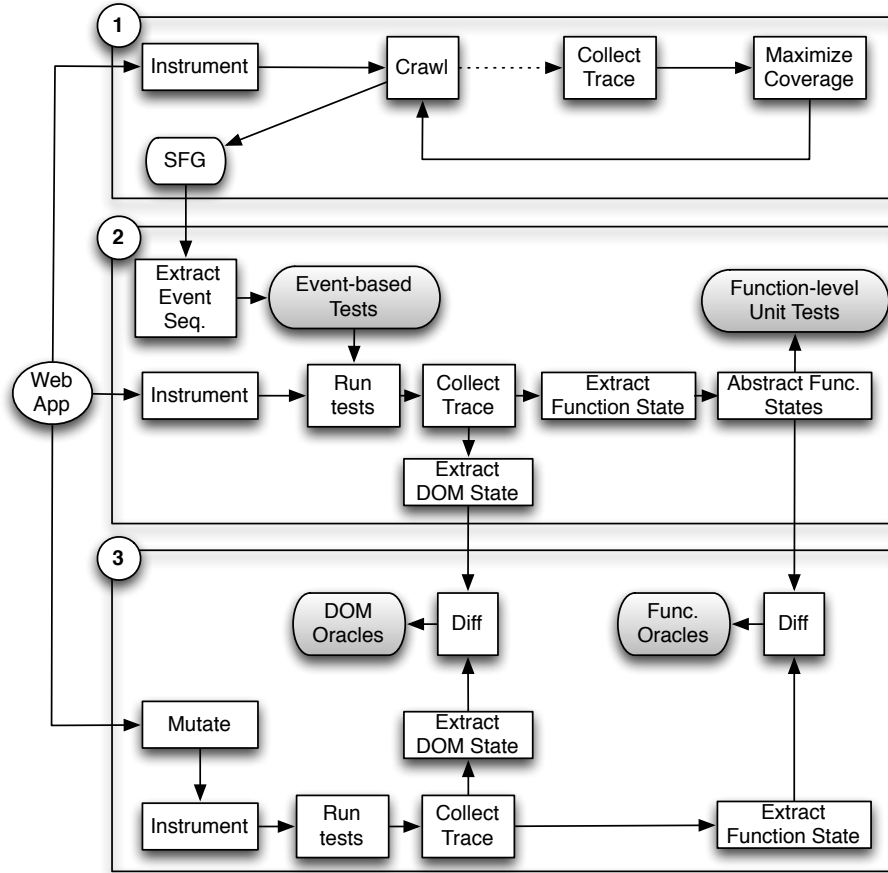 1
Instrument
Crawl
Collect
Trace
Maximize
Coverage
SFG
2
Extract
Event
Seq.
Event-based
Tests
Function-level
Unit Tests
Web
App
Instrument
Run
tests
Collect
Trace
Extract
Function State
Abstract Func.
States
Extract
DOM State
3
DOM
Oracles
Diff
Func.
Oracles
Diff
Mutate
Extract
DOM State
Instrument
Run
tests
Collect
Trace
Extract
Function State